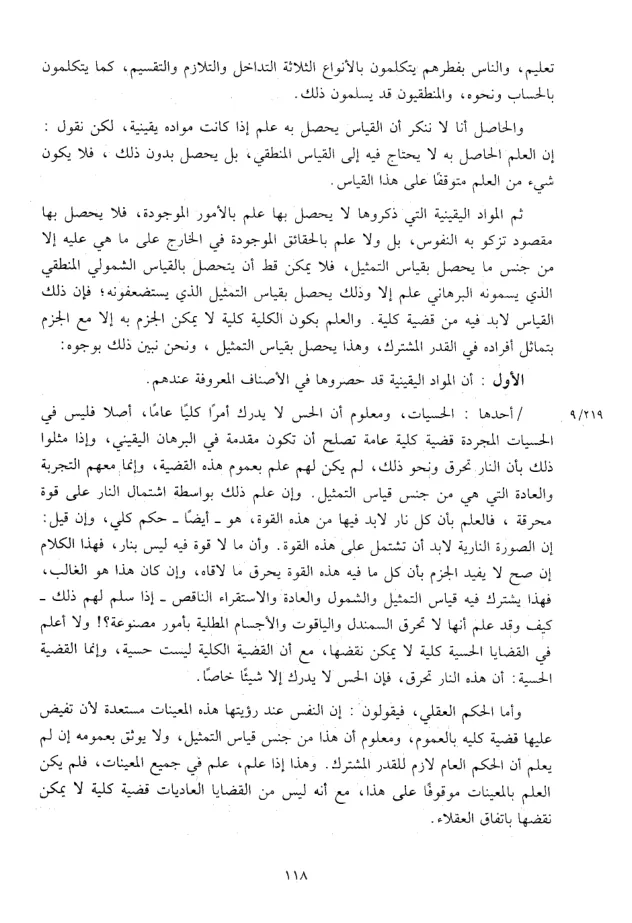 تعليم، والناس بفطرهم يتكلمون بالأنواع الثلاثة التداخل والتلازم والتقسيم، كما يتكلمون
بالحساب ونحوه، والمنطقيون قد يسلمون ذلك.
والحاصل أنا لا ننكر أن القياس يحصل به علم إذا كانت مواده يقينية، لكن نقول :
إن العلم الحاصل به لا يحتاج فيه إلى القياس المنطقي، بل يحصل بدون ذلك ، فلا يكون
شيء من العلم متوقفًا على هذا القياس.
ثم المواد اليقينية التي ذكروها لا يحصل بها علم بالأمور الموجودة، فلا يحصل بها
مقصود تزكو به النفوس، بل ولا علم بالحقائق الموجودة في الخارج على ما هي عليه إلا
من جنس ما يحصل بقياس التمثيل، فلا يمكن قط أن يتحصل بالقياس الشمولي المنطقي
الذي يسمونه البرهاني علم إلا وذلك يحصل بقياس التمثيل الذي يستضعفونه؛ فإن ذلك
القياس لابد فيه من قضية كلية. والعلم بكون الكلية كلية لا يمكن الجزم به إلا مع الجزم
بتماثل أفراده في القدر المشترك، وهذا يحصل بقياس التمثيل ، ونحن نبين ذلك بوجوه:
الأول : أن المواد اليقينية قد حصروها في الأصناف المعروفة عندهم.
٩/٢١٩ / أحدها : الحسيات، ومعلوم أن الحس لا يدرك أمرًا كليًا عامًا، أصلا فليس في
الحسيات المجردة قضية كلية عامة تصلح أن تكون مقدمة في البرهان اليقيني، وإذا مثلوا
ذلك بأن النار تحرق ونحو ذلك، لم يكن لهم علم بعموم هذه القضية، وإنما معهم التجربة
والعادة التي هي من جنس قياس التمثيل. وإن علم ذلك بواسطة اشتمال النار على قوة
محرقة ، فالعلم بأن كل نار لابد فيها من هذه القوة، هو ـ أيضًا ـ حكم كلي، وإن قيل:
إن الصورة النارية لابد أن تشتمل على هذه القوة. وأن ما لا قوة فيه ليس بنار، فهذا الكلام
إن صح لا يفيد الجزم بأن كل ما فيه هذه القوة يحرق ما لاقاه، وإن كان هذا هو الغالب،
فهذا يشترك فيه قياس التمثيل والشمول والعادة والاستقراء الناقص ـ إذا سلم لهم ذلك ـ
كيف وقد علم أنها لا تحرق السمندل والياقوت والأجسام المطلية بأمور مصنوعة؟! ولا أعلم
في القضايا الحسية كلية لا يمكن نقضها، مع أن القضية الكلية ليست حسية، وإنما القضية
الحسية: أن هذه النار تحرق، فإن الحس لا يدرك إلا شيئًا خاصًا.
وأما الحكم العقلي، فيقولون : إن النفس عند رؤيتها هذه المعينات مستعدة لأن تفيض
عليها قضية كليه بالعموم، ومعلوم أن هذا من جنس قياس التمثيل، ولا يوثق بعمومه إن لم
يعلم أن الحكم العام لازم للقدر المشترك. وهذا إذا علم، علم في جميع المعينات، فلم يكن
العلم بالمعينات موقوفًا على هذا، مع أنه ليس من القضايا العاديات قضية كلية لا يمكن
نقضها باتفاق العقلاء.
١١٨